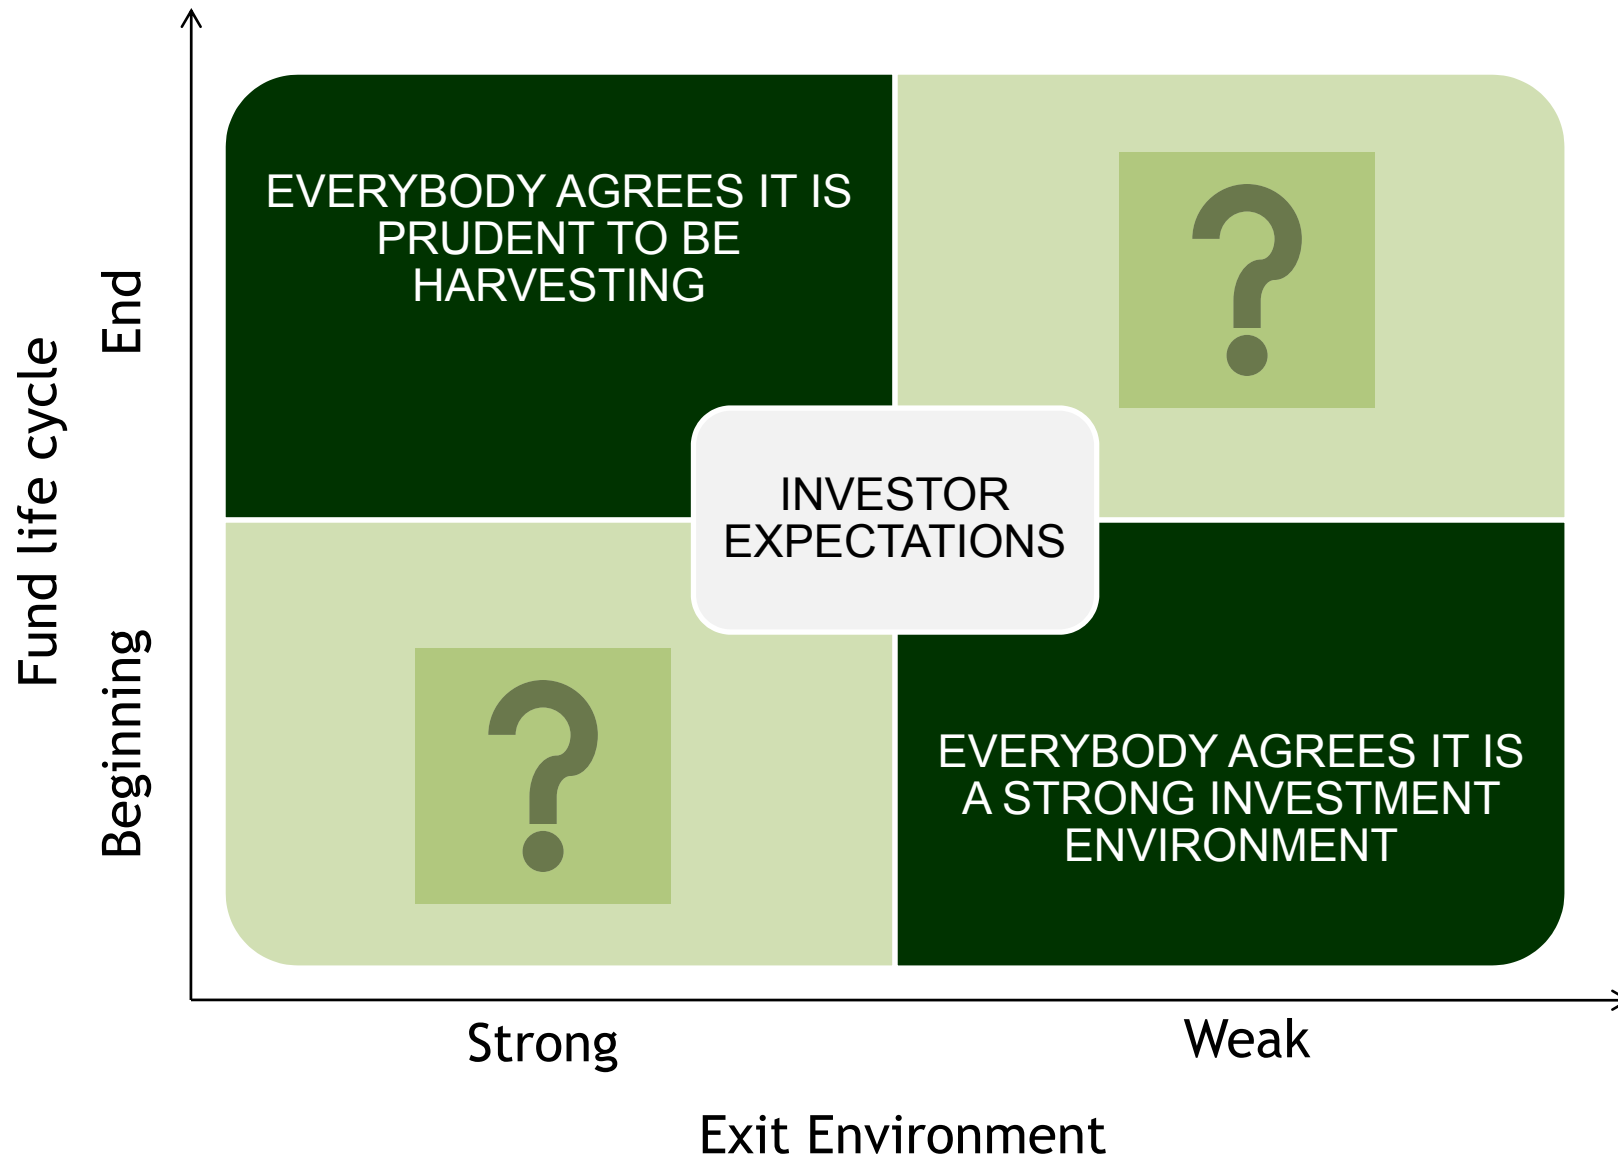 EVERYBODY AGREES IT IS
PRUDENT TO BE
HARVESTING
?
End
Fund life cycle
INVESTOR
EXPECTATIONS
Beginning
?
EVERYBODY AGREES IT IS
A STRONG INVESTMENT
ENVIRONMENT
Strong
Weak
Exit Environment